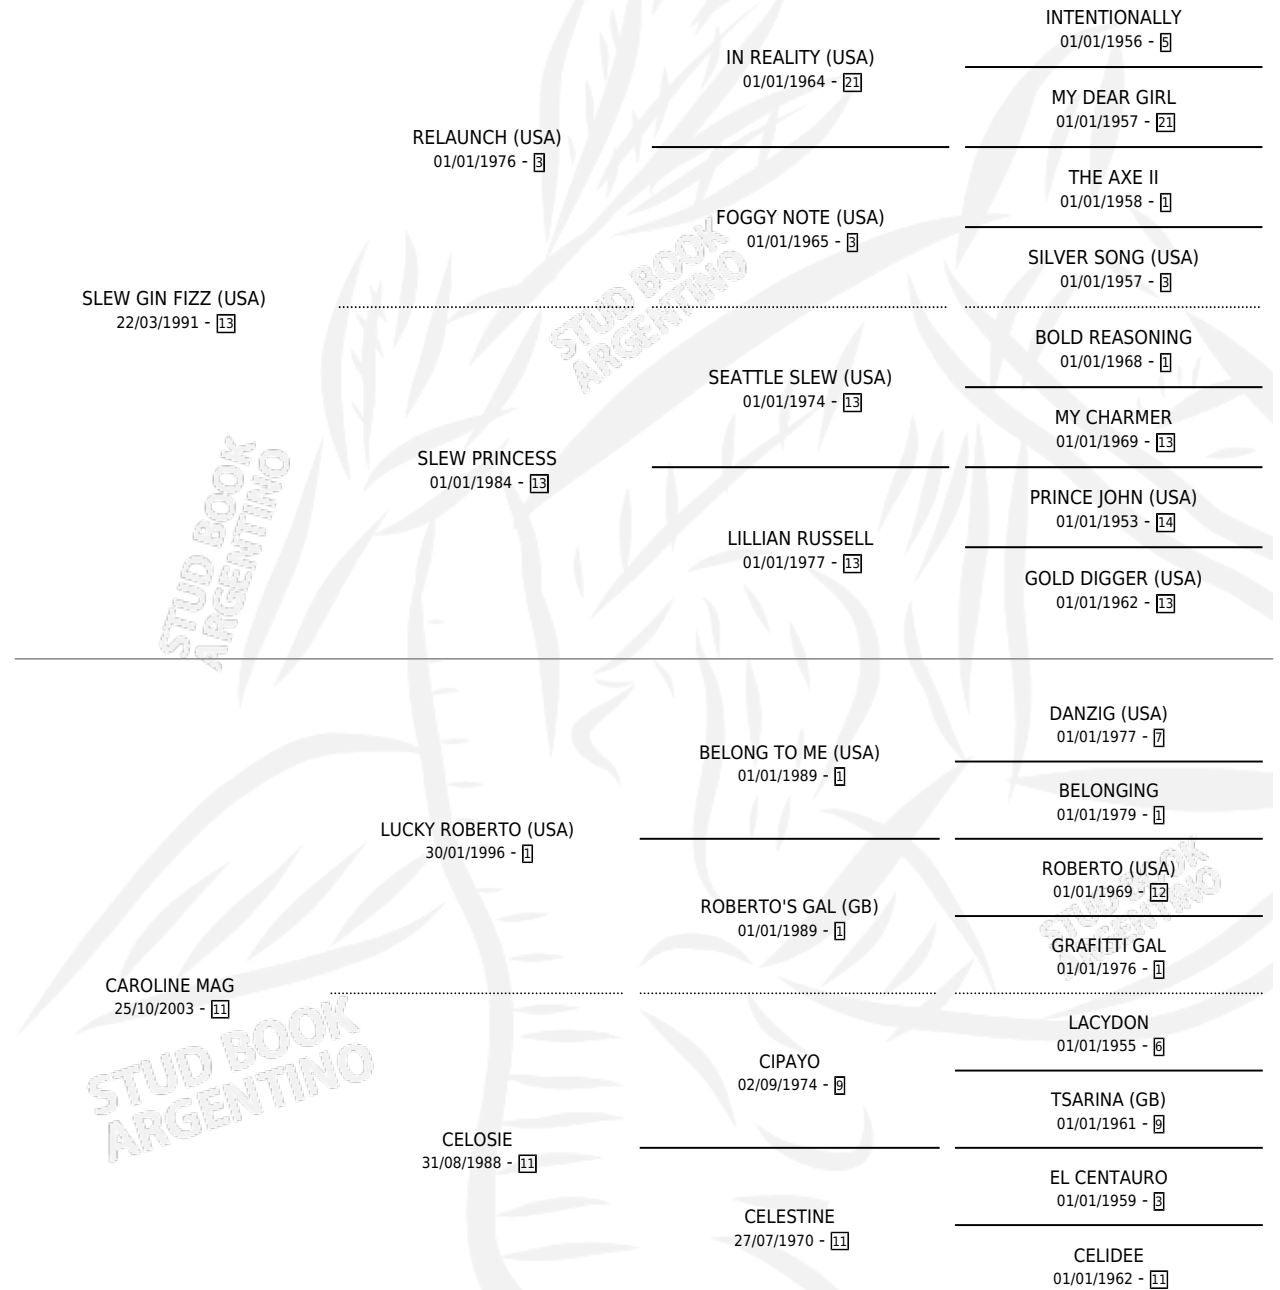 INTENTIONALLY
01/01/1956 - 5
IN REALITY (USA)
01/01/1964 - 21
MY DEAR GIRL
01/01/1957 - 21
RELAUNCH (USA)
01/01/1976 - 3
THE AXE II
01/01/1958 - 1
FOGGY NOTE (USA)
01/01/1965 - 3
SILVER SONG (USA)
01/01/1957 - 3
SLEW GIN FIZZ (USA)
22/03/1991 - 13
BOLD REASONING
01/01/1968 - 1
SEATTLE SLEW (USA)
01/01/1974 - 13
MY CHARMER
01/01/1969 - 13
SLEW PRINCESS
01/01/1984 - 13
PRINCE JOHN (USA)
01/01/1953 - 14
LILLIAN RUSSELL
01/01/1977 - 13
GOLD DIGGER (USA)
01/01/1962 - 13
STUD BOOK
ARGENTINO
STUD BOOK
ARGENTINO
DANZIG (USA)
01/01/1977 - 7
BELONG TO ME (USA)
01/01/1989 - 1
BELONGING
01/01/1979 - 1
LUCKY ROBERTO (USA)
30/01/1996 - 1
ROBERTO (USA)
01/01/1969 - 12
ROBERTO'S GAL (GB)
01/01/1989 - 1
GRAFITTI GAL
01/01/1976 - 1
STUD BOOK
ARGENTINO
CAROLINE MAG
25/10/2003 - 11
LACYDON
01/01/1955 - 6
CIPAYO
02/09/1974 - 9
TSARINA (GB)
01/01/1961 - 9
STUD BOOK
ARGENTINO
CELOSIE
31/08/1988 - 11
EL CENTAURO
01/01/1959 - 3
CELESTINE
27/07/1970 - 11
CELIDEE
01/01/1962 - 11